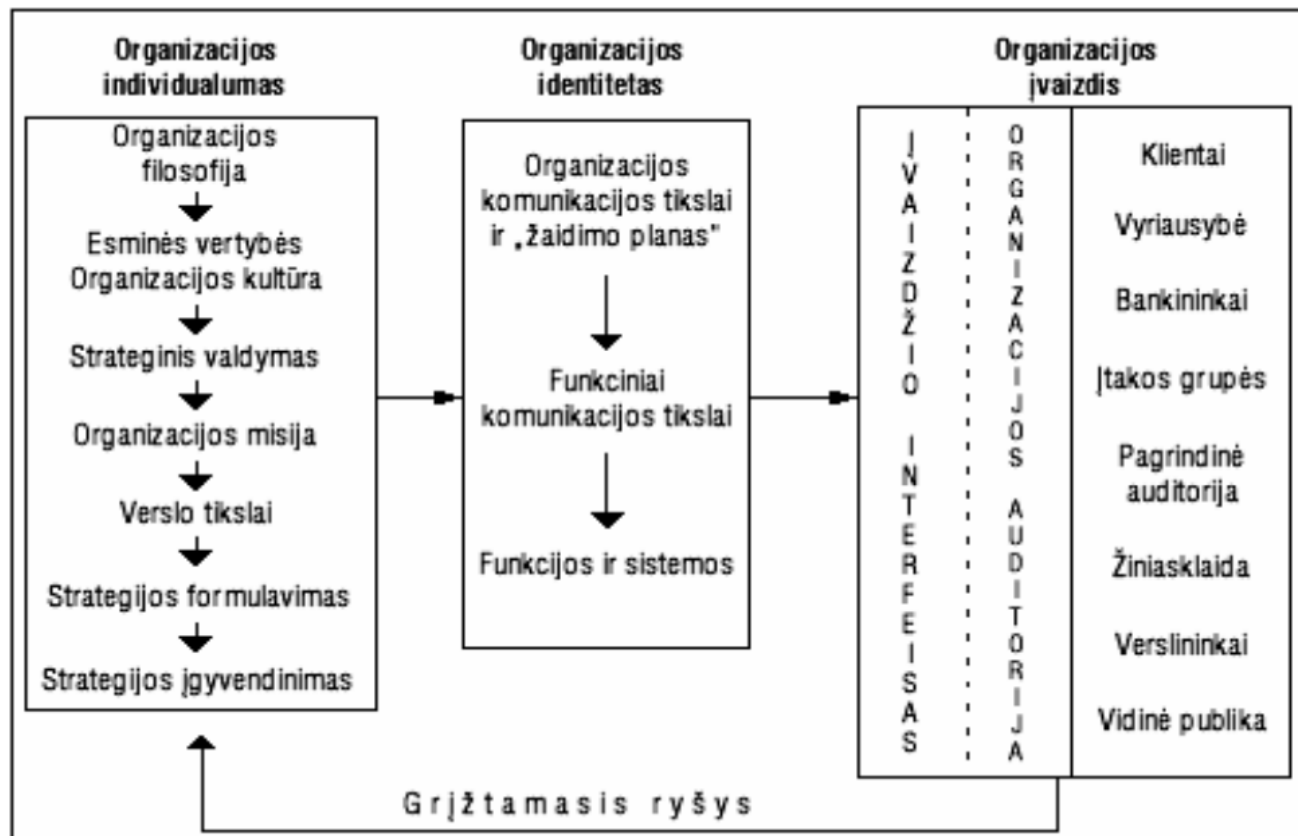 Organizacijos
individualumas
Organizacijos
filosofija
Esminės vertybės
Organizacijos kultūra
Strateginis valdymas
Organizacijos misija
Verslo tikslai
Strategijos formulavimas
Strategijos įgyvendinimas
Organizacijos
identitetas
Organizacijos
komunikacijos tikslai
ir „žaidimo planas"
Funkciniai
komunikacijos tikslai
Funkcijos ir sistemos
Organizacijos
įvaizdis
ĮVAIZDŽIO INTERFEISAS
ORGANIZACIJOS AUDITORIJA
Klientai
Vyriausybė
Bankininkai
Įtakos grupės
Pagrindinė
auditorija
Žiniasklaida
Verslininkai
Vidinė publika
Grįžtamasis ryšys